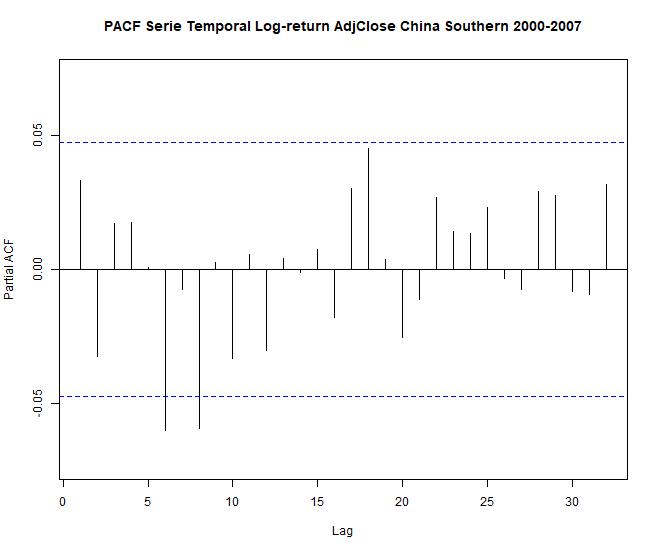 PACF Serie Temporal Log-return AdjClose China Southern 2000-2007
Partial ACF
0.05
0.00
-0.05
0 5 10 15 20 25 30
Lag